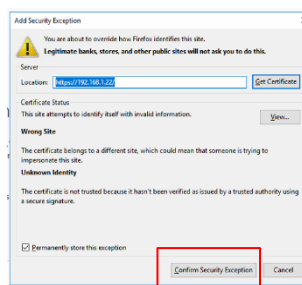 Add Security Exception
You are about to override how Firefox identifies this site.
Legitimate banks, stores, and other public sites will not ask you to do this.
Server
Location: https://192.168.1.22/ Get Certificate
Certificate Status
This site attempts to identify itself with invalid information. View...
Wrong Site
The certificate belongs to a different site, which could mean that someone is trying to
impersonate this site.
Unknown Identity
The certificate is not trusted because it hasn't been verified as issued by a trusted authority using
a secure signature.
Permanently store this exception
Confirm Security Exception Cancel